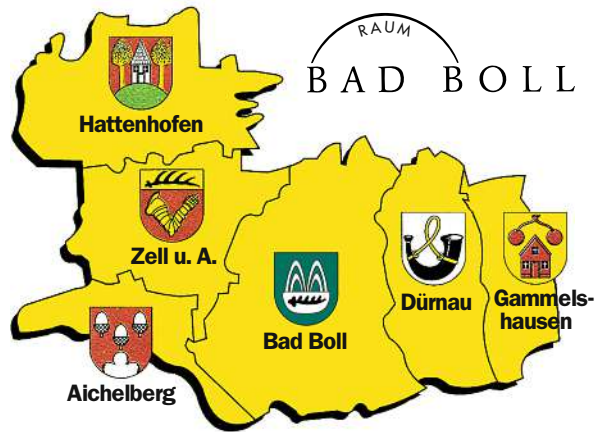 RAUM
BAD BOLL
Hattenhofen
Zell u. A.
Dürnau
Gammels-
hausen
Bad Boll
Aichelberg